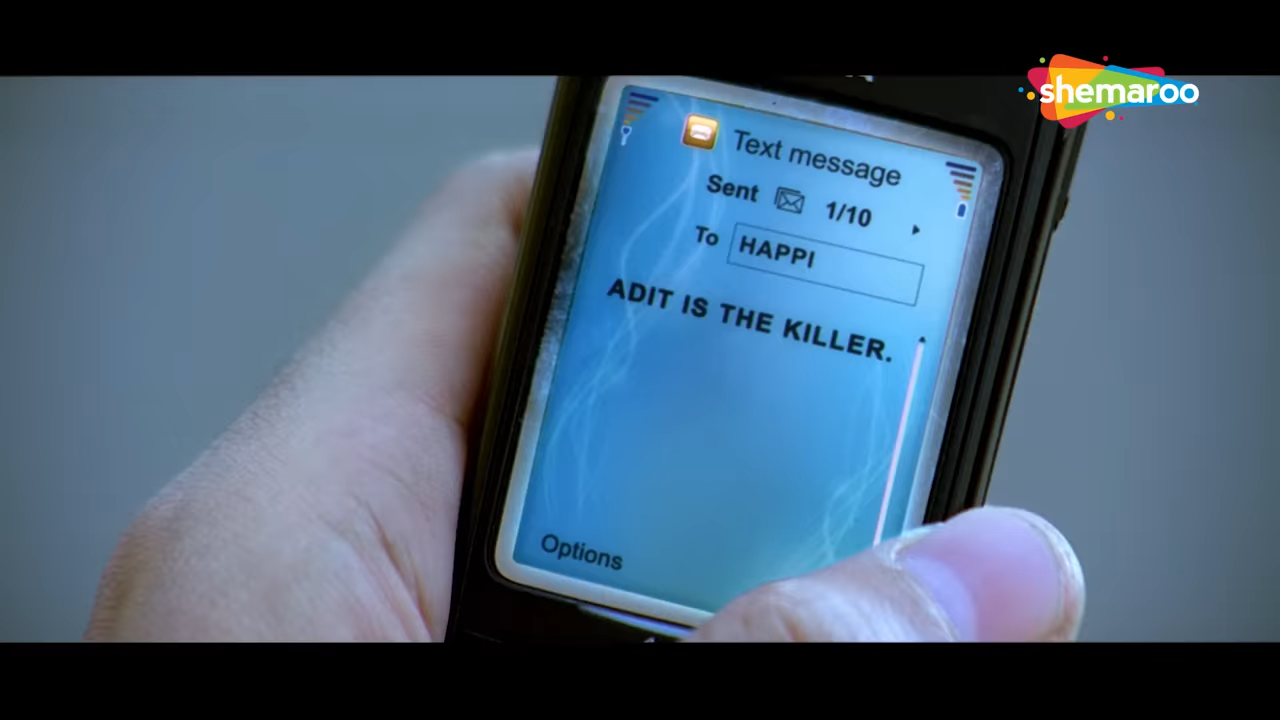 shemaroo
Text message
Sent 1/10
To HAPPI
ADIT IS THE KILLER.
Options